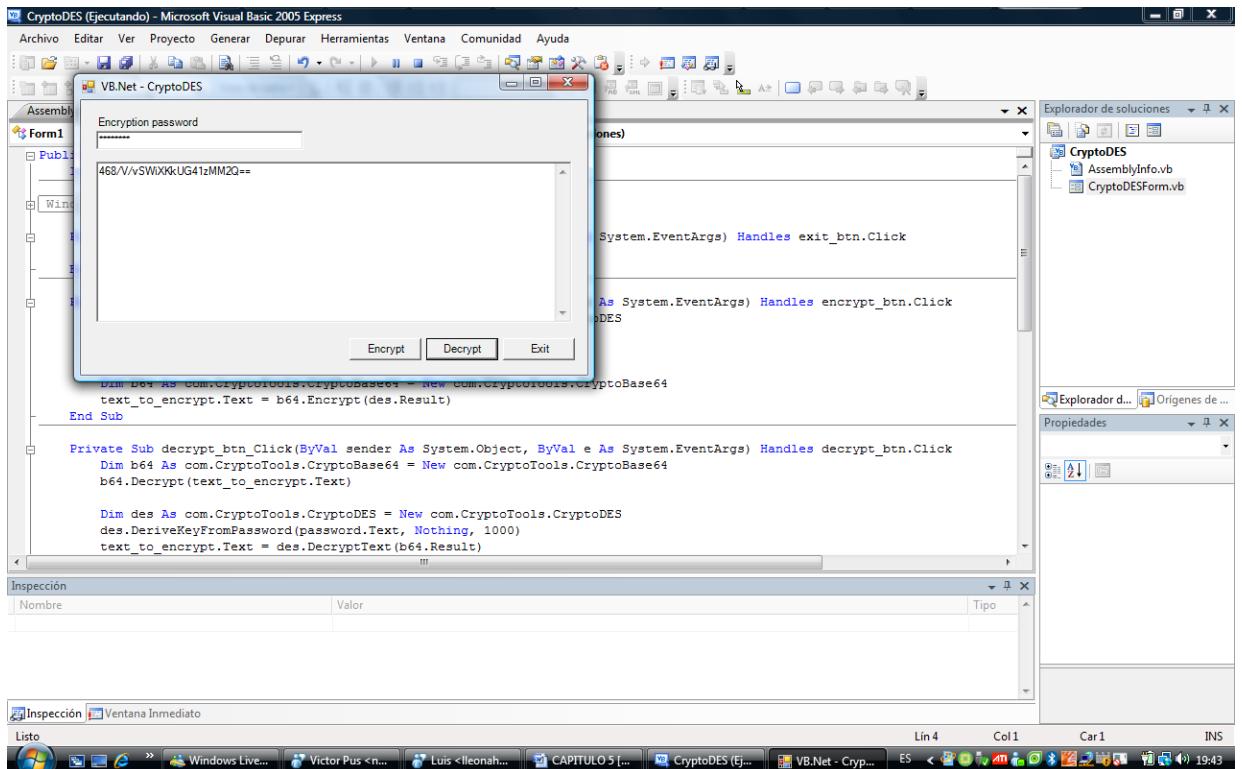 CryptoDES (Ejecutando) - Microsoft Visual Basic 2005 Express
Archivo Editar Ver Proyecto Generar Depurar Herramientas Ventana Comunidad Ayuda
VB.Net - CryptoDES
Encryption password
********
468/V/vSWiXKkUG41zMM2Q==
Encrypt Decrypt Exit
Assembly
Form1
ones)
Publ
Wind
System.EventArgs) Handles exit_btn.Click
As System.EventArgs) Handles encrypt_btn.Click
oDES
Dim b64 As com.CryptoTools.CryptoBase64 = New com.CryptoTools.CryptoBase64
text_to_encrypt.Text = b64.Encrypt(des.Result)
End Sub
Private Sub decrypt_btn_Click(ByVal sender As System.Object, ByVal e As System.EventArgs) Handles decrypt_btn.Click
Dim b64 As com.CryptoTools.CryptoBase64 = New com.CryptoTools.CryptoBase64
b64.Decrypt(text_to_encrypt.Text)
Dim des As com.CryptoTools.CryptoDES = New com.CryptoTools.CryptoDES
des.DeriveKeyFromPassword(password.Text, Nothing, 1000)
text_to_encrypt.Text = des.DecryptText(b64.Result)
Explorador de soluciones
CryptoDES
AssemblyInfo.vb
CryptoDESForm.vb
Explorador d... Orígenes de ...
Propiedades
Inspección
Nombre Valor Tipo
Inspección Ventana Inmediato
Listo Lín 4 Col 1 Car 1 INS
Windows Live... Victor Pus <n... Luis <lleonah... CAPITULO 5 [... CryptoDES (Ej... VB.Net - Cryp... ES 19:43